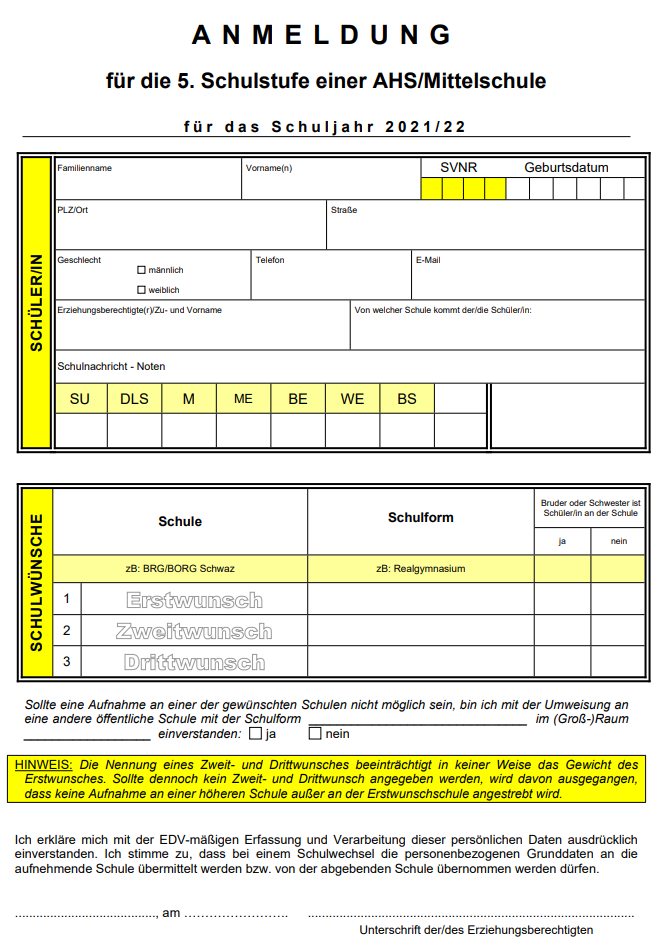 ANMELDUNG
für die 5. Schulstufe einer AHS/Mittelschule
für das Schuljahr 2021/22
SCHÜLER/IN
Familienname
Vorname(n)
SVNR
Geburtsdatum
PLZ/Ort
Straße
Geschlecht
männlich
weiblich
Telefon
E-Mail
Erziehungsberechtigte(r)/Zu- und Vorname
Von welcher Schule kommt der/die Schüler/in:
Schulnachricht - Noten
SU DLS M ME BE WE BS
SCHULWÜNSCHE
Schule
Schulform
Bruder oder Schwester ist
Schüler/in an der Schule
ja
nein
zB: BRG/BORG Schwaz
zB: Realgymnasium
1 Erstwunsch
2 Zweitwunsch
3 Drittwunsch
Sollte eine Aufnahme an einer der gewünschten Schulen nicht möglich sein, bin ich mit der Umweisung an
eine andere öffentliche Schule mit der Schulform ______________________________ im (Groß-)Raum
__________________ einverstanden: ☐ ja ☐ nein
HINWEIS: Die Nennung eines Zweit- und Drittwunsches beeinträchtigt in keiner Weise das Gewicht des
Erstwunsches. Sollte dennoch kein Zweit- und Drittwunsch angegeben werden, wird davon ausgegangen,
dass keine Aufnahme an einer höheren Schule außer an der Erstwunschschule angestrebt wird.
Ich erkläre mich mit der EDV-mäßigen Erfassung und Verarbeitung dieser persönlichen Daten ausdrücklich
einverstanden. Ich stimme zu, dass bei einem Schulwechsel die personenbezogenen Grunddaten an die
aufnehmende Schule übermittelt werden bzw. von der abgebenden Schule übernommen werden dürfen.
........................................., am …………………….. ...............................................................................................
Unterschrift der/des Erziehungsberechtigten